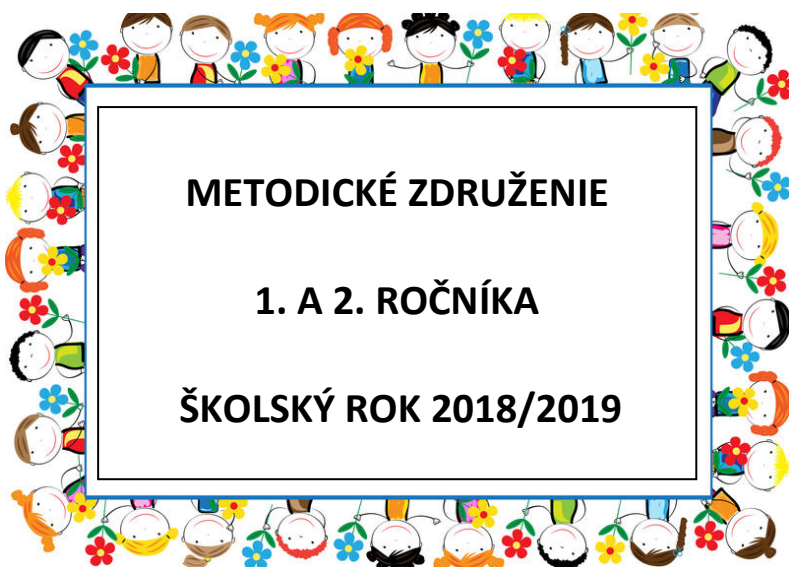 METODICKÉ ZDRUŽENIE
1. A 2. ROČNÍKA
ŠKOLSKÝ ROK 2018/2019